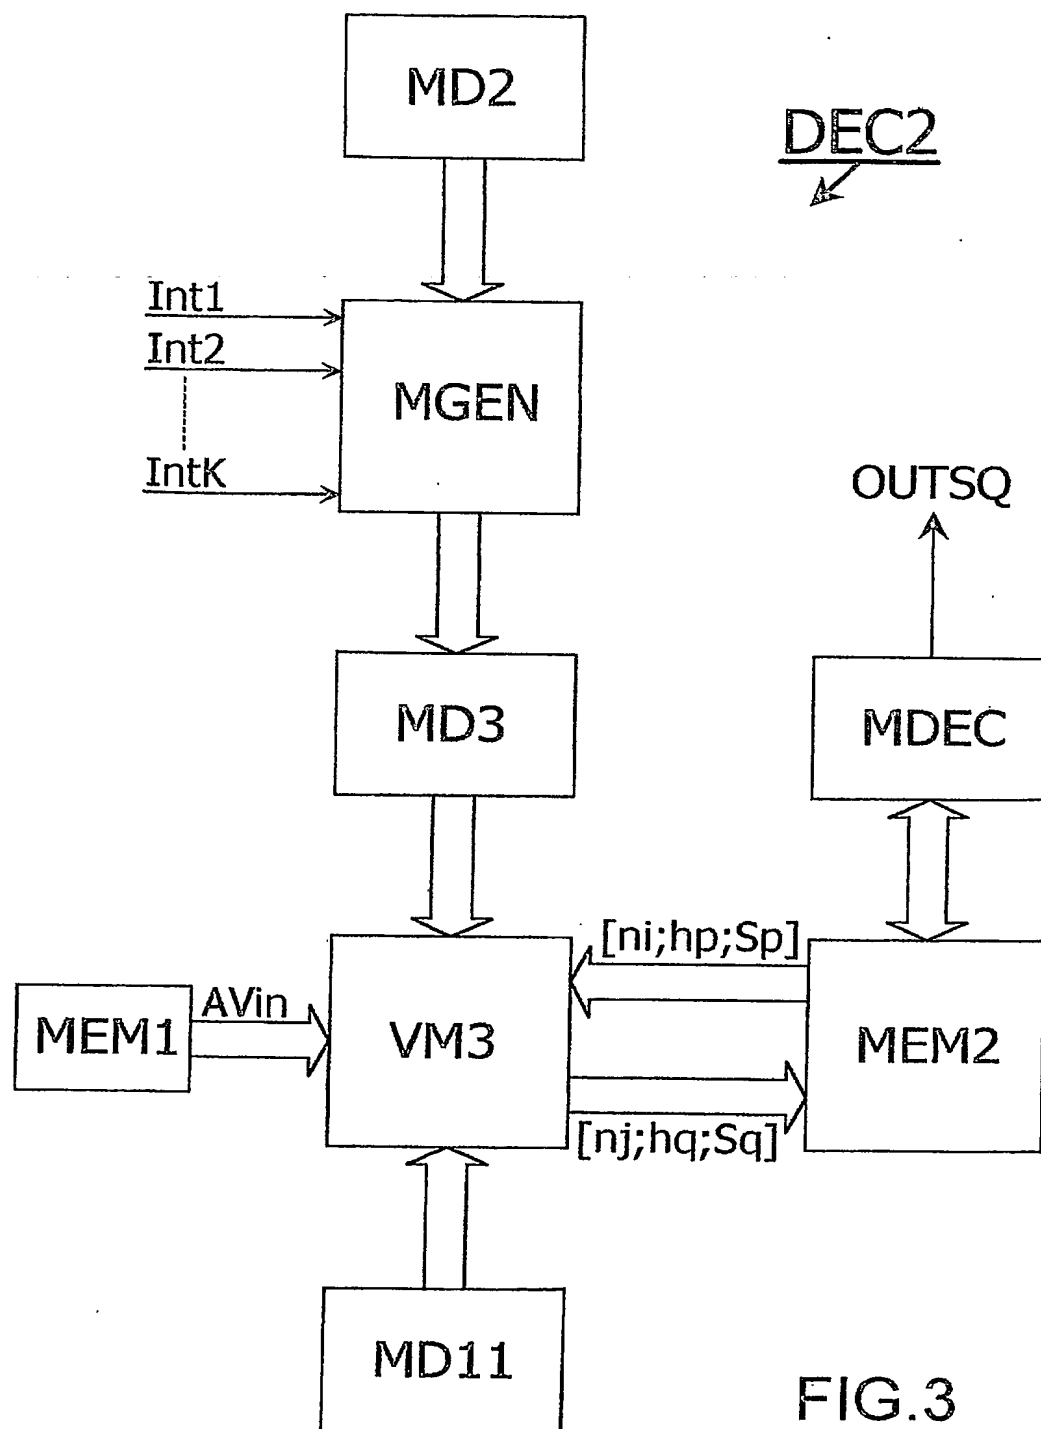 MD2
DEC2
Int1
Int2
MGEN
IntK
OUTSQ
MD3
MDEC
[ni;hp;Sp]
AVin
MEM1
VM3
MEM2
[nj;hq;Sq]
MD11
FIG.3